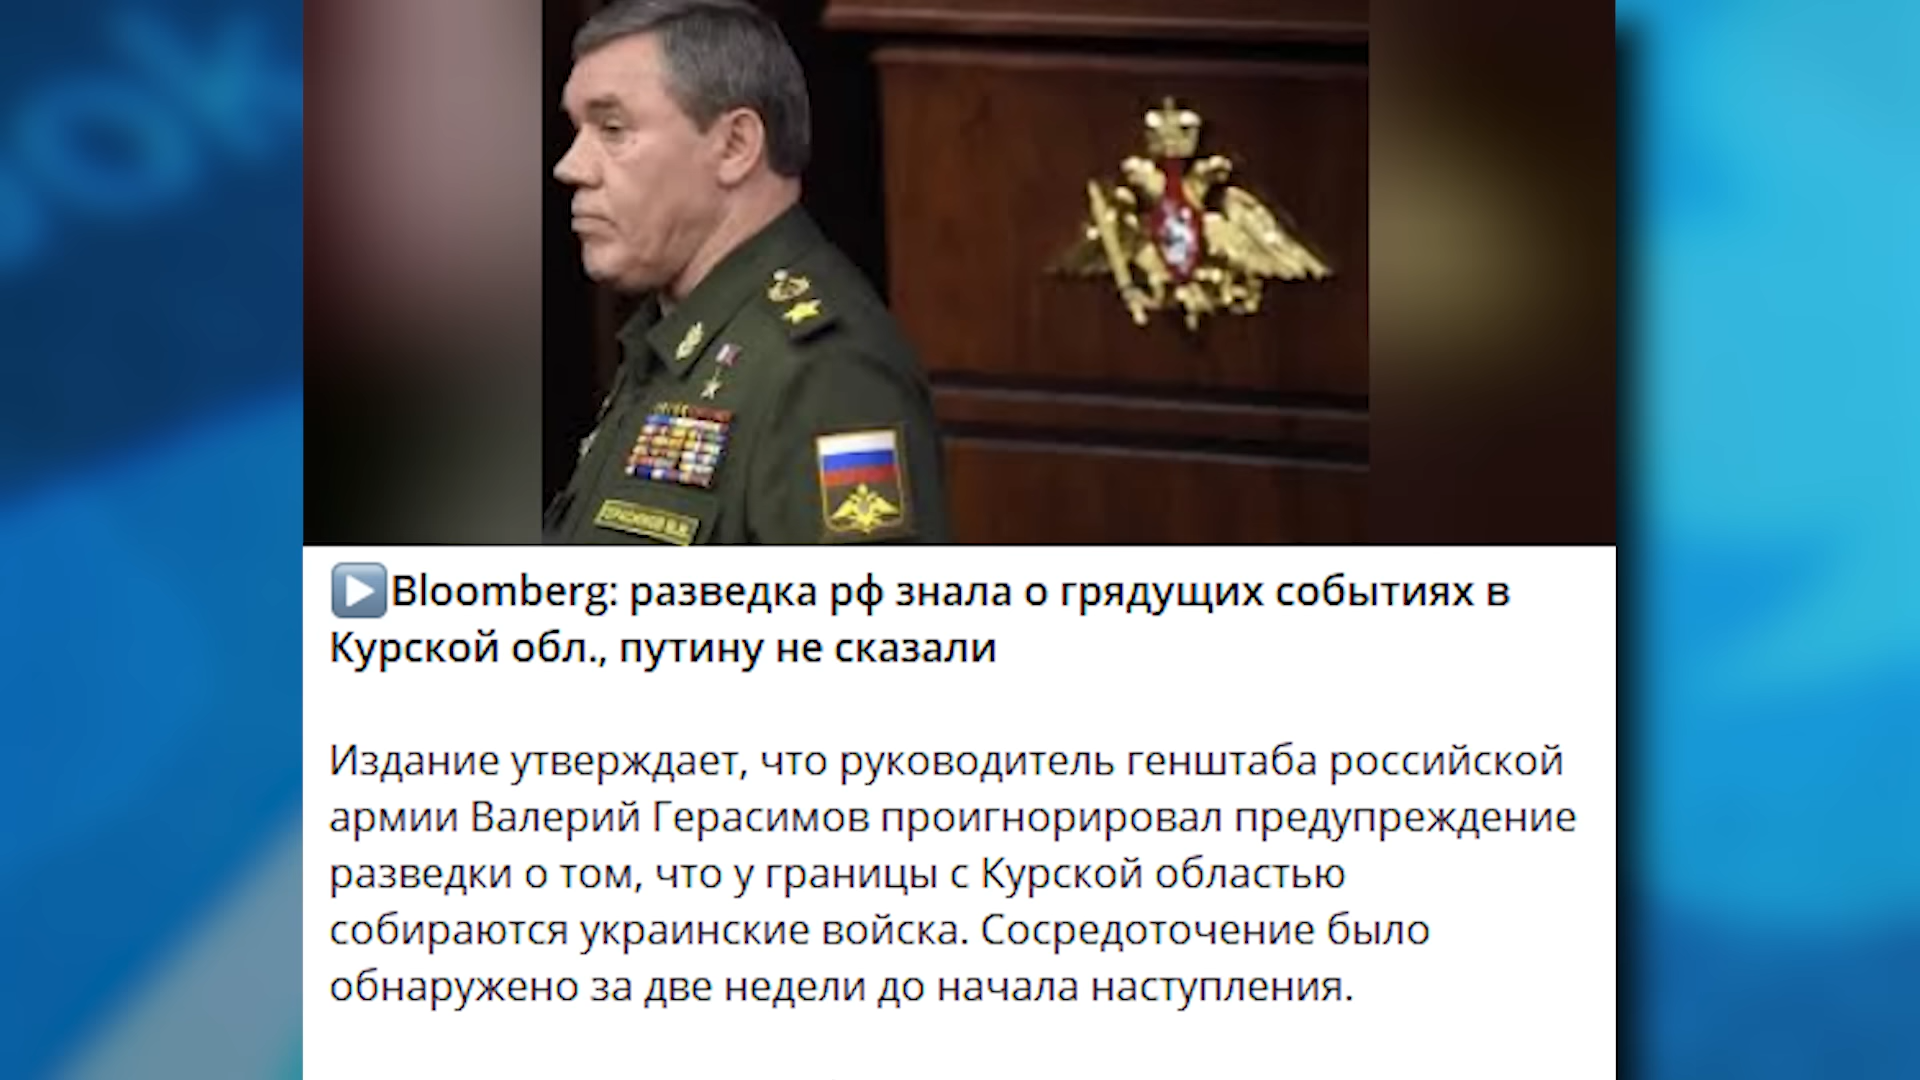 Bloomberg: разведка рф знала о грядущих событиях в
Курской обл., путину не сказали
Издание утверждает, что руководитель генштаба российской
армии Валерий Герасимов проигнорировал предупреждение
разведки о том, что у границы с Курской областью
собираются украинские войска. Сосредоточение было
обнаружено за две недели до начала наступления.